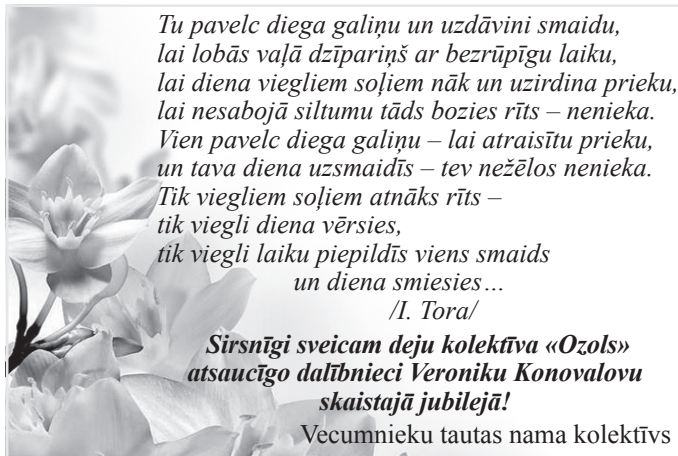 Tu pavelc diega galiņu un uzdāvini smaidu,
lai lobās vaļā dzīpariņš ar bezrūpīgu laiku,
lai diena viegliem soļiem nāk un uzirdina prieku,
lai nesabojā siltumu tāds bozies rīts – nenieka.
Vien pavelc diega galiņu – lai atraisītu prieku,
un tava diena uzsmaidīs – tev nežēlos nenieka.
Tik viegliem soļiem atnāks rīts –
tik viegli diena vērsies,
tik viegli laiku piepildīs viens smaids
un diena smiesies…
/I. Tora/
Sirsnīgi sveicam deju kolektīva «Ozols»
atsaucīgo dalībnieci Veroniku Konovalovu
skaistajā jubilejā!
Vecumnieku tautas nama kolektīvs